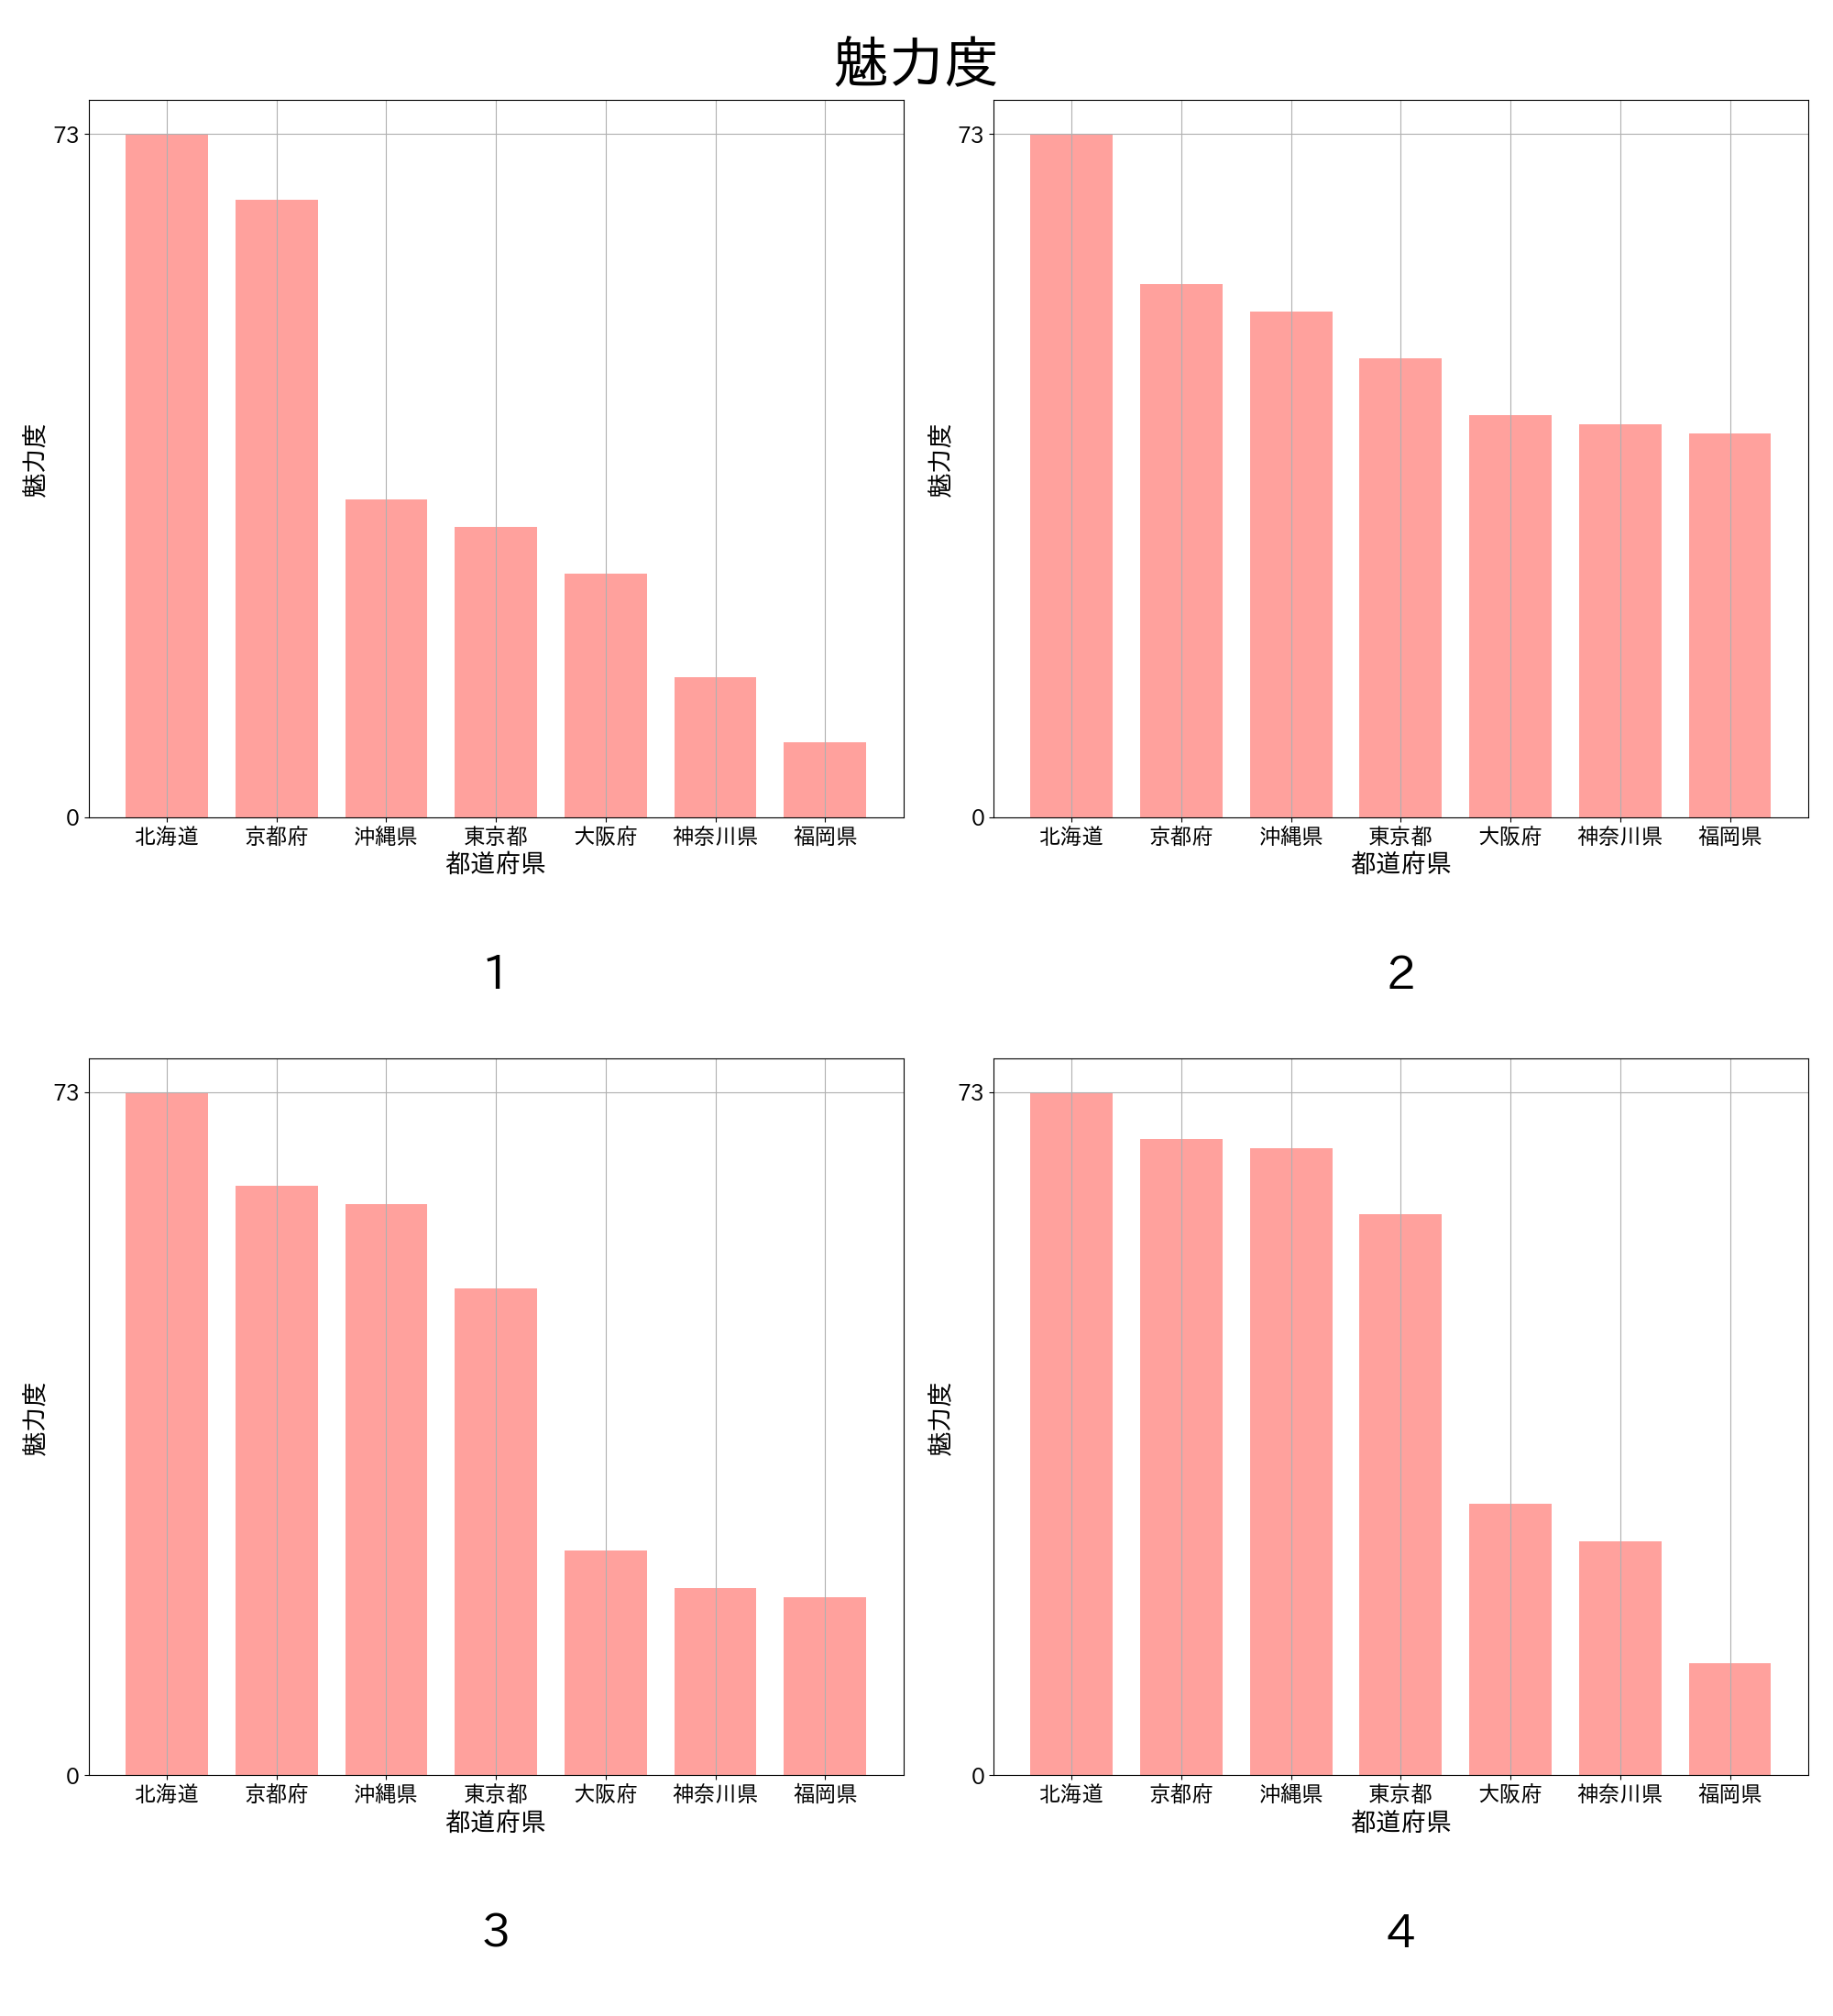 魅力度
73
0
魅力度
北海道 京都府 沖縄県 東京都 大阪府 神奈川県 福岡県
都道府県
1
73
0
魅力度
北海道 京都府 沖縄県 東京都 大阪府 神奈川県 福岡県
都道府県
2
73
0
魅力度
北海道 京都府 沖縄県 東京都 大阪府 神奈川県 福岡県
都道府県
3
73
0
魅力度
北海道 京都府 沖縄県 東京都 大阪府 神奈川県 福岡県
都道府県
4